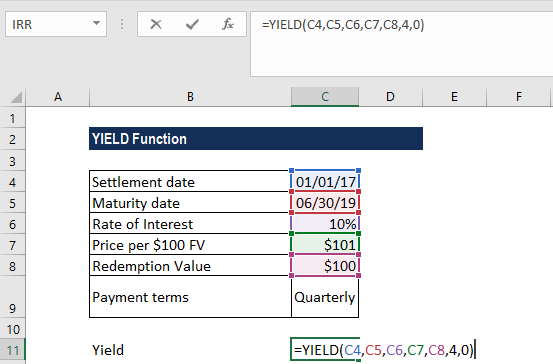 IRR =YIELD(C4,C5,C6,C7,C8,4,0)
A B C D E F
1
2 YIELD Function
3
4 Settlement date 01/01/17
5 Maturity date 06/30/19
6 Rate of Interest 10%
7 Price per $100 FV $101
8 Redemption Value $100
9 Payment terms Quarterly
10
11 Yield =YIELD(C4,C5,C6,C7,C8,4,0)